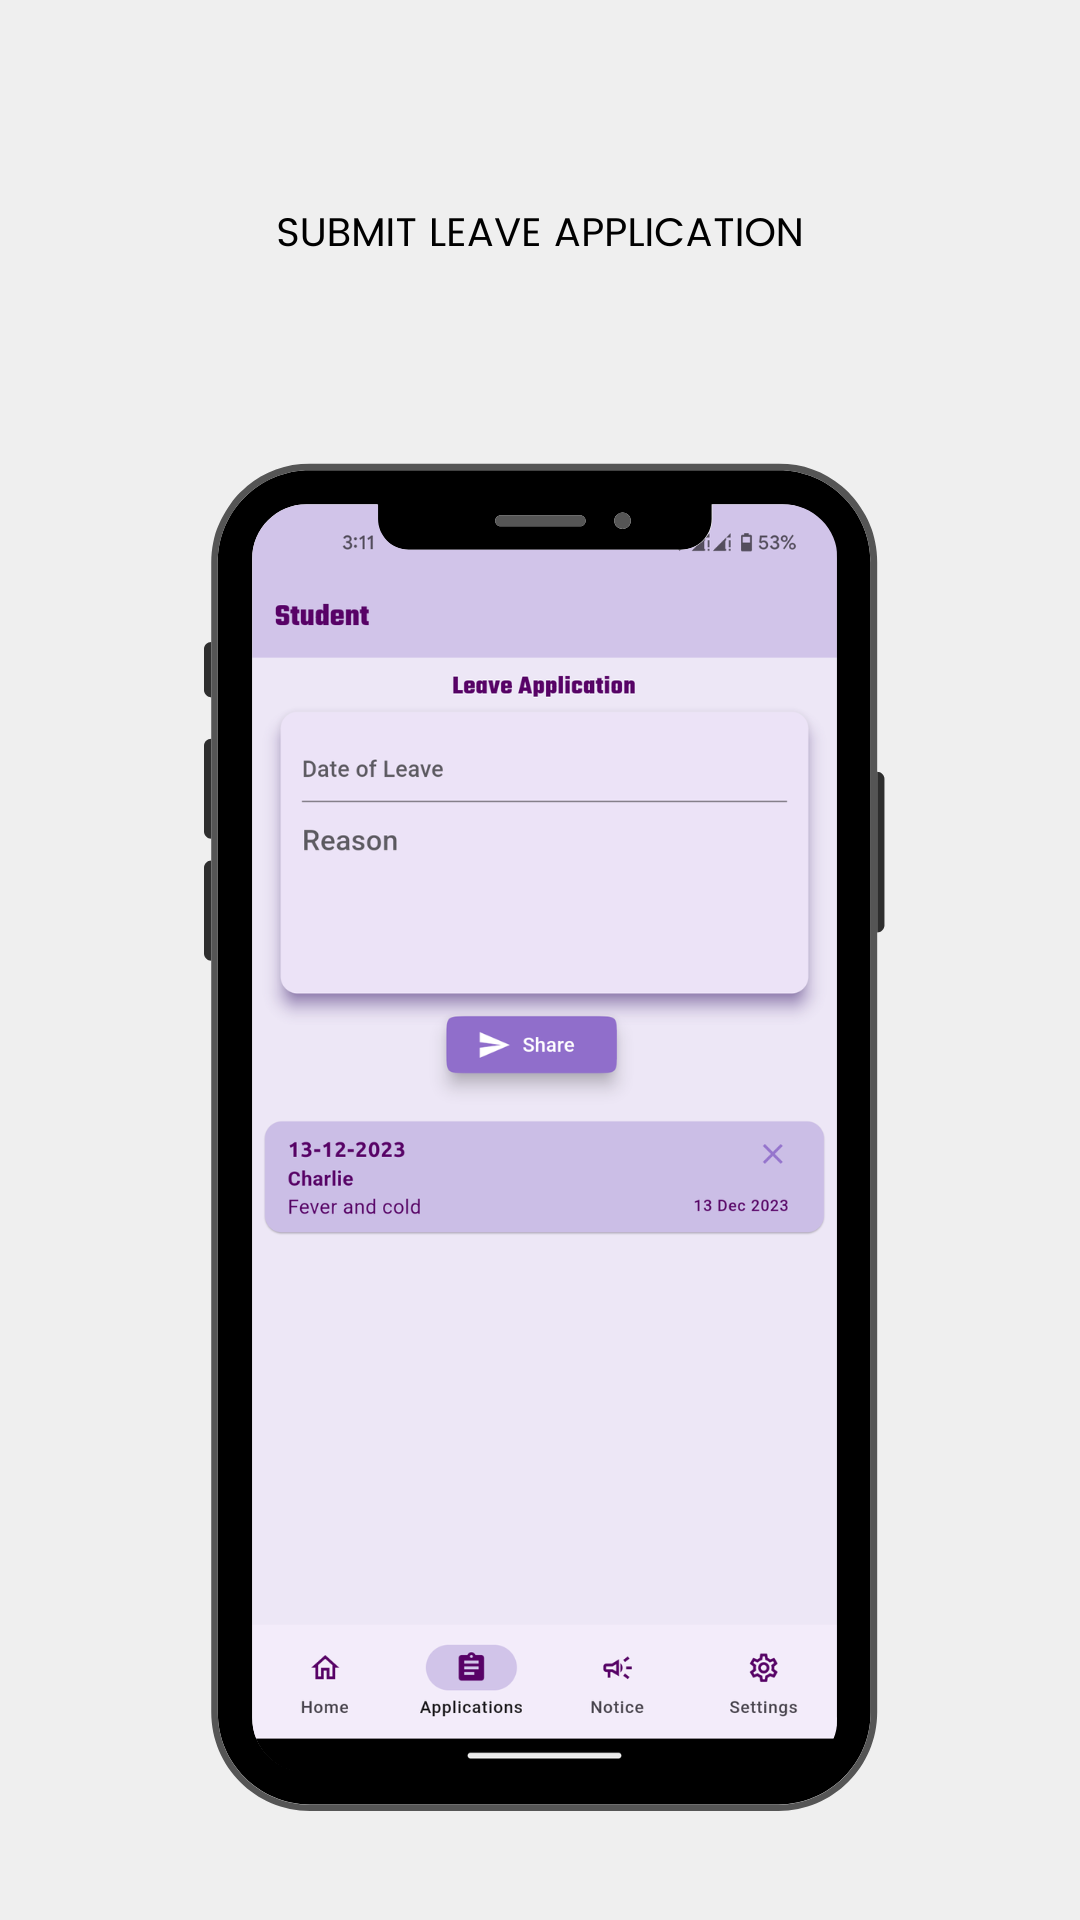 SUBMIT LEAVE APPLICATION
3:11 53%
Student
Leave Application
Date of Leave
Reason
Share
13-12-2023
Charlie
Fever and cold 13 Dec 2023
Home Applications Notice Settings